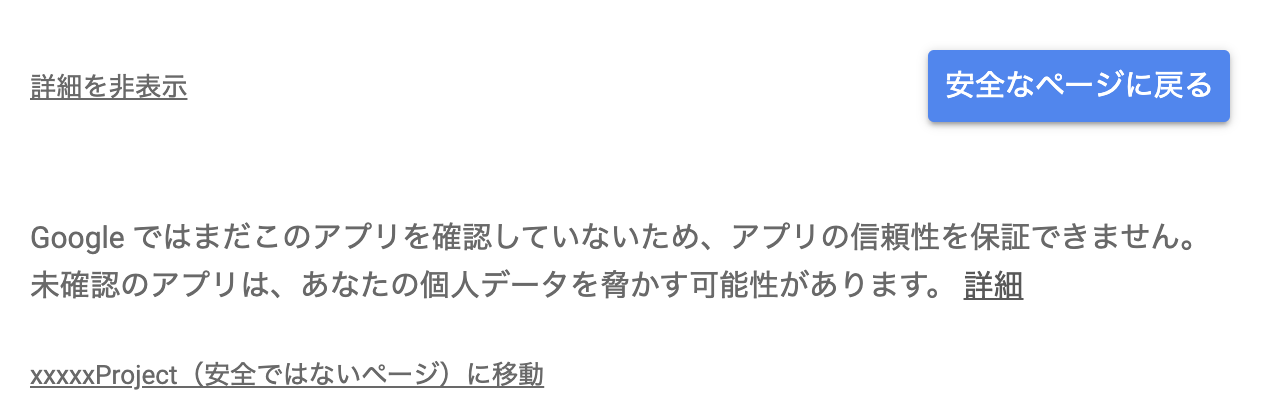 詳細を非表示
安全なページに戻る
Google ではまだこのアプリを確認していないため、アプリの信頼性を保証できません。
未確認のアプリは、あなたの個人データを脅かす可能性があります。 詳細
xxxxxProject（安全ではないページ）に移動